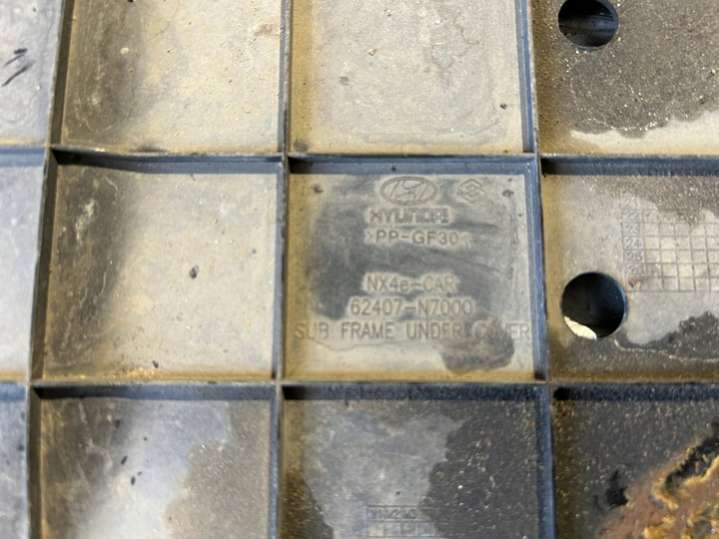 HYUNDAI
>PP-GF30<
NX4e-CAR
62407-N7000
SUB FRAME UNDER COVER